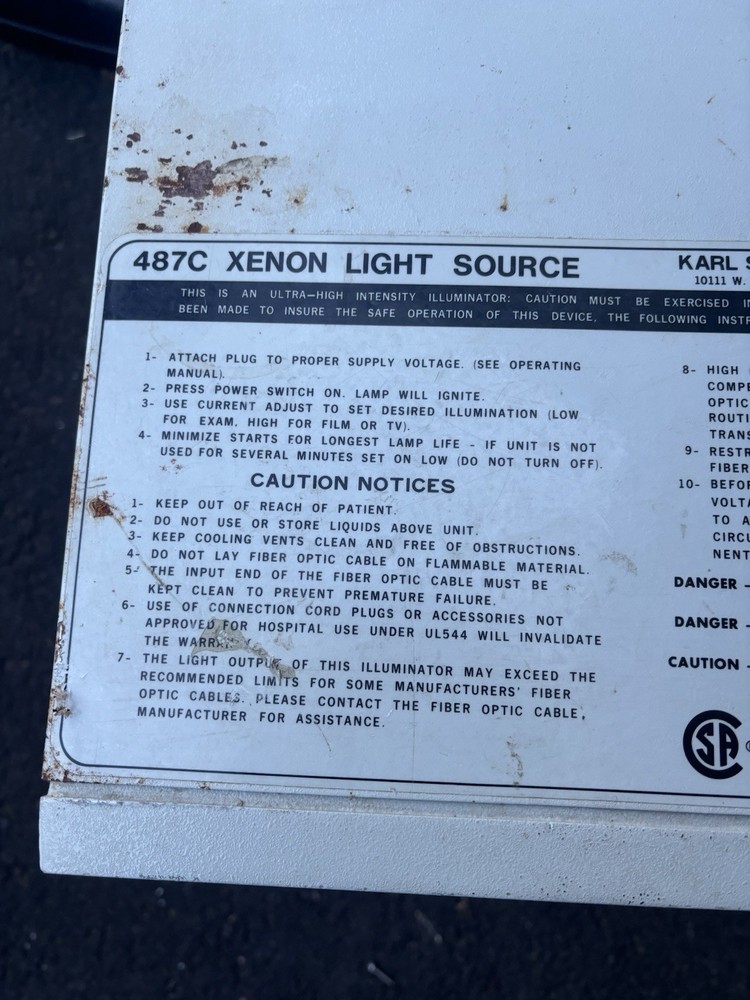 487C XENON LIGHT SOURCE
KARL
10111 W.
THIS IS AN ULTRA-HIGH INTENSITY ILLUMINATOR: CAUTION MUST BE EXERCISED
BEEN MADE TO INSURE THE SAFE OPERATION OF THIS DEVICE. THE FOLLOWING
1- ATTACH PLUG TO PROPER SUPPLY VOLTAGE. (SEE OPERATING
MANUAL).
2- PRESS POWER SWITCH ON. LAMP WILL IGNITE.
3- USE CURRENT ADJUST TO SET DESIRED ILLUMINATION (LOW
FOR EXAM. HIGH FOR FILM OR TV).
4- MINIMIZE STARTS FOR LONGEST LAMP LIFE - IF UNIT IS NOT
USED FOR SEVERAL MINUTES SET ON LOW (DO NOT TURN OFF).
CAUTION NOTICES
1- KEEP OUT OF REACH OF PATIENT.
2- DO NOT USE OR STORE LIQUIDS ABOVE UNIT.
3- KEEP COOLING VENTS CLEAN AND FREE OF OBSTRUCTIONS.
4- DO NOT LAY FIBER OPTIC CABLE ON FLAMMABLE MATERIAL.
5- THE INPUT END OF THE FIBER OPTIC CABLE MUST BE
KEPT CLEAN TO PREVENT PREMATURE FAILURE.
6- USE OF CONNECTION CORD PLUGS OR ACCESSORIES NOT
APPROVED FOR HOSPITAL USE UNDER UL544 WILL INVALIDATE
THE
7- THE LIGHT OUTPUT OF THIS ILLUMINATOR MAY EXCEED THE
RECOMMENDED LIMITS FOR SOME MANUFACTURERS' FIBER
OPTIC CABLES. PLEASE CONTACT THE FIBER OPTIC CABLE,
MANUFACTURER FOR ASSISTANCE.
8- HIGH
COMPE
OPTIC
ROUTI
TRANS
9- RESTR
FIBER
10- BEFOR
VOLTA
TO A
CIRCU
NENT
DANGER -
DANGER -
CAUTION -
SA